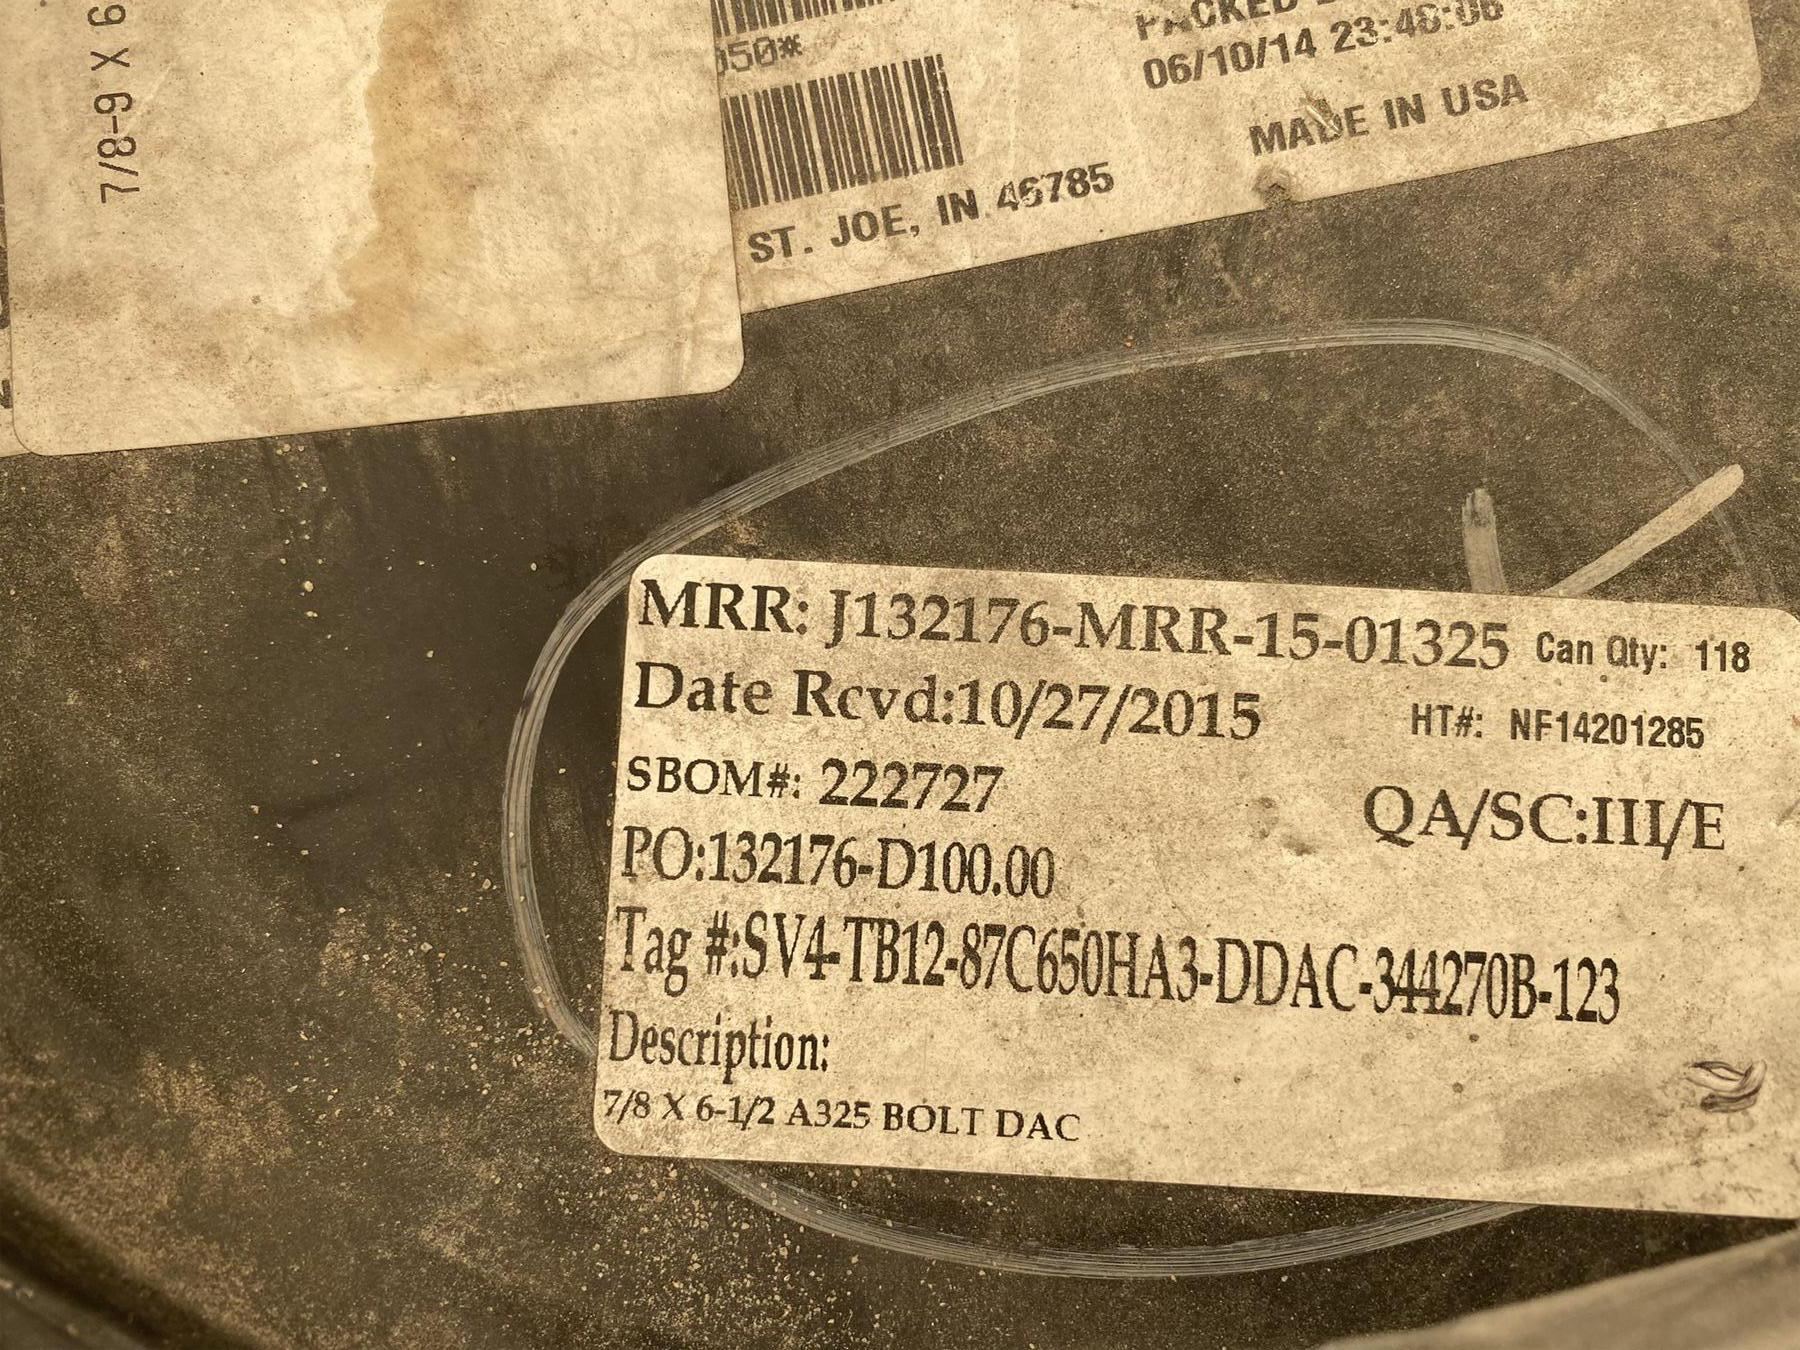 7/8-9 X 6
050*
06/10/14 23:48:06
MADE IN USA
ST. JOE, IN 46785
MRR: J132176-MRR-15-01325 Can Qty: 118
Date Rcvd:10/27/2015 HT#: NF14201285
SBOM#: 222727
QA/SC:III/E
PO:132176-D100.00
Tag #:SV4-TB12-87C650HA3-DDAC-344270B-123
Description:
7/8 X 6-1/2 A325 BOLT DAC